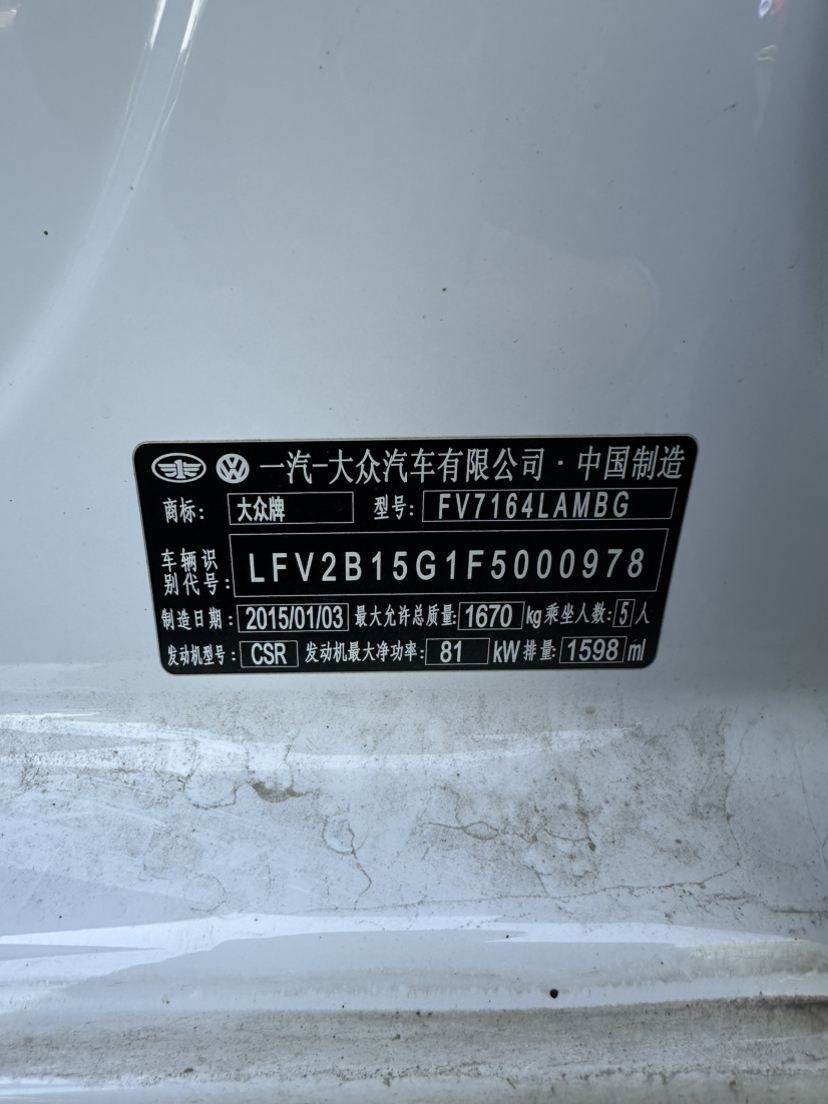 一汽-大众汽车有限公司·中国制造
商标: 大众牌 型号: FV7164LAMBG
车辆识别代号: LFV2B15G1F5000978
制造日期: 2015/01/03 最大允许总质量: 1670 kg 乘坐人数: 5 人
发动机型号: CSR 发动机最大净功率: 81 kW 排量: 1598 ml